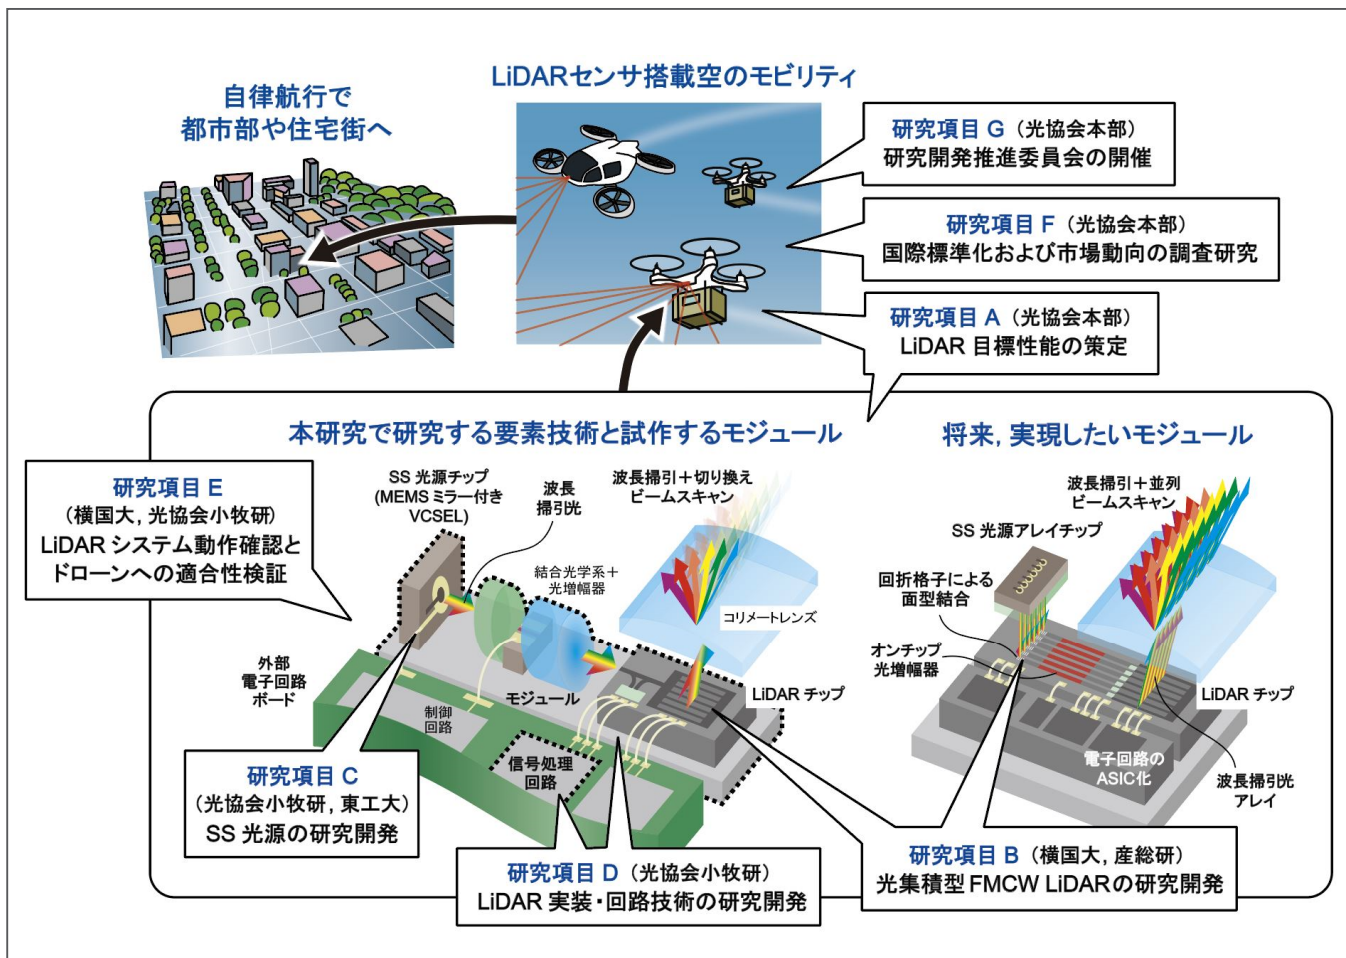 LiDARセンサ搭載空のモビリティ
自律航行で
都市部や住宅街へ
研究項目 G （光協会本部）
研究開発推進委員会の開催
研究項目 F （光協会本部）
国際標準化および市場動向の調査研究
研究項目 A （光協会本部）
LiDAR 目標性能の策定
本研究で研究する要素技術と試作するモジュール
将来，実現したいモジュール
研究項目 E
(横国大, 光協会小牧研)
LiDAR システム動作確認と
ドローンへの適合性検証
SS 光源チップ
(MEMS ミラー付き
VCSEL)
波長
掃引光
波長掃引＋切り換え
ビームスキャン
結合光学系＋
光増幅器
コリメートレンズ
外部
電子回路
ボード
制御
回路
モジュール
LiDAR チップ
信号処理
回路
波長掃引＋並列
ビームスキャン
SS 光源アレイチップ
回折格子による
面型結合
オンチップ
光増幅器
LiDAR チップ
電子回路の
ASIC化
波長掃引光
アレイ
研究項目 C
(光協会小牧研, 東工大)
SS 光源の研究開発
研究項目 D （光協会小牧研）
LiDAR 実装・回路技術の研究開発
研究項目 B （横国大, 産総研）
光集積型 FMCW LiDARの研究開発